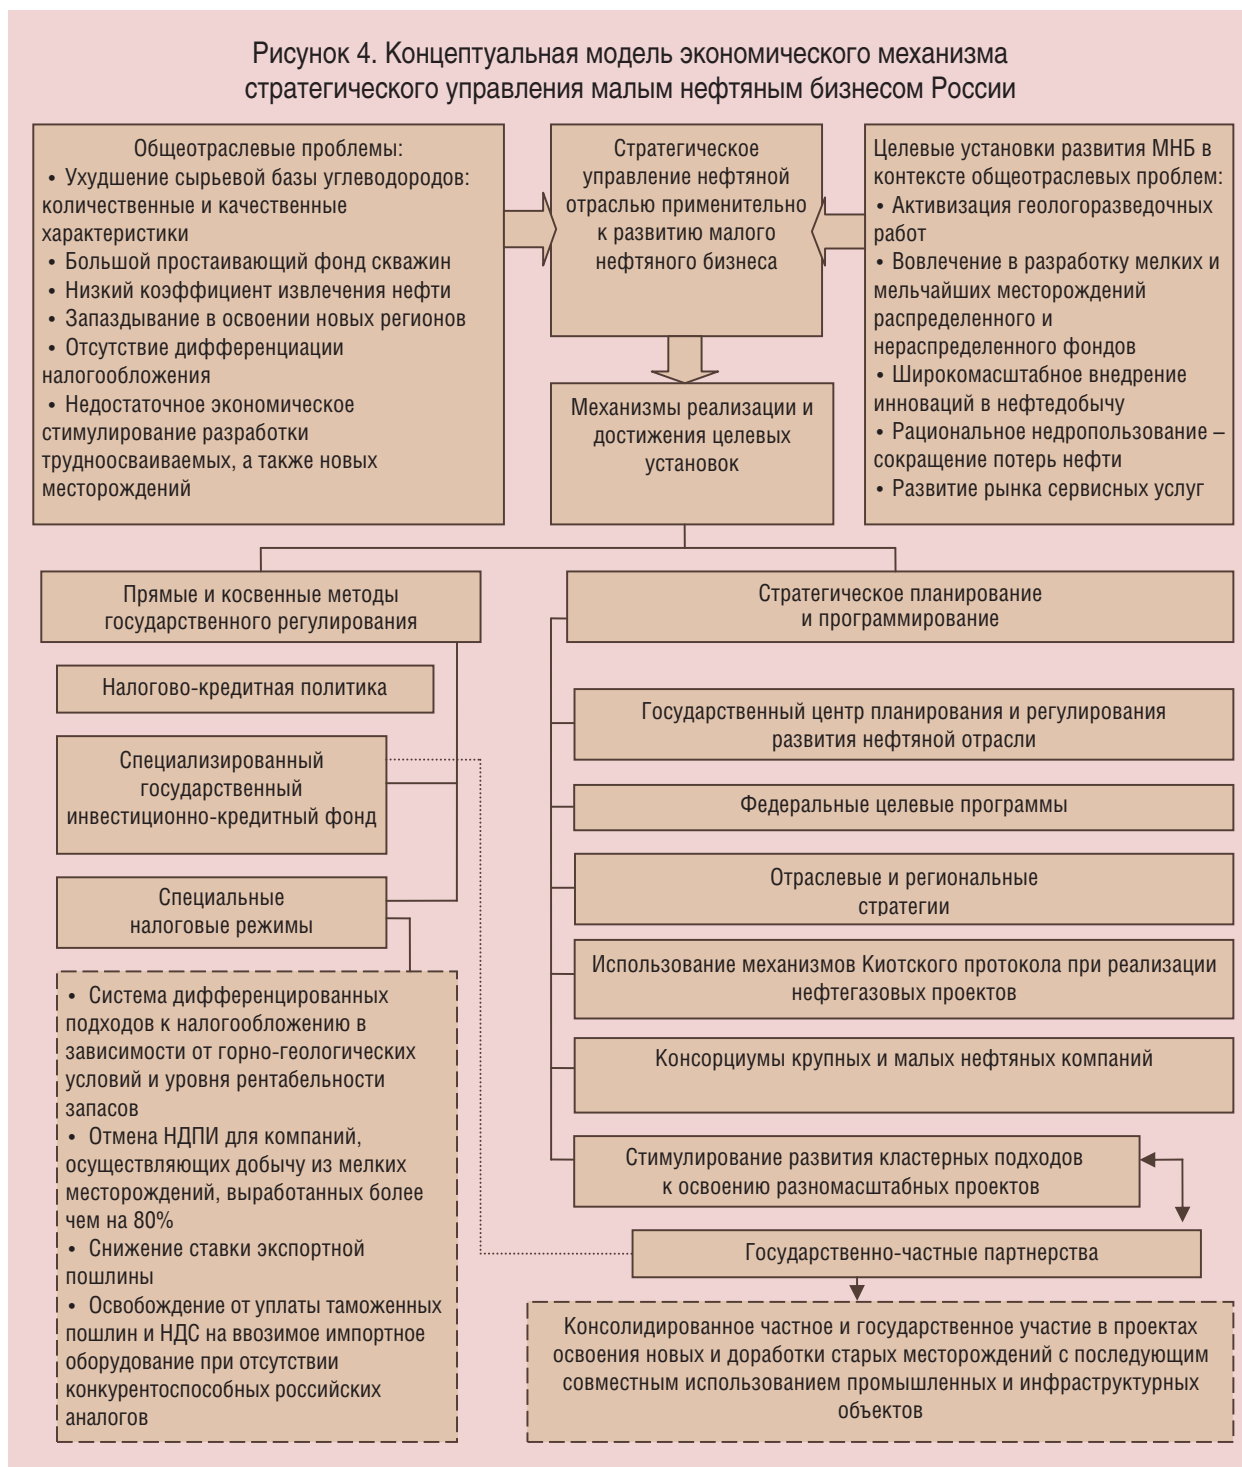 Рисунок 4. Концептуальная модель экономического механизма
стратегического управления малым нефтяным бизнесом России
Общеотраслевые проблемы:
• Ухудшение сырьевой базы углеводородов:
количественные и качественные
характеристики
• Большой простаивающий фонд скважин
• Низкий коэффициент извлечения нефти
• Запаздывание в освоении новых регионов
• Отсутствие дифференциации
налогообложения
• Недостаточное экономическое
стимулирование разработки
трудноосваиваемых, а также новых
месторождений
Стратегическое
управление нефтяной
отраслью применительно
к развитию малого
нефтяного бизнеса
Целевые установки развития МНБ в
контексте общеотраслевых проблем:
• Активизация геологоразведочных
работ
• Вовлечение в разработку мелких и
мельчайших месторождений
распределенного и
нераспределенного фондов
• Широкомасштабное внедрение
инноваций в нефтедобычу
• Рациональное недропользование –
сокращение потерь нефти
• Развитие рынка сервисных услуг
Механизмы реализации и
достижения целевых
установок
Прямые и косвенные методы
государственного регулирования
Налогово-кредитная политика
Специализированный
государственный
инвестиционно-кредитный фонд
Специальные
налоговые режимы
• Система дифференцированных
подходов к налогообложению в
зависимости от горно-геологических
условий и уровня рентабельности
запасов
• Отмена НДПИ для компаний,
осуществляющих добычу из мелких
месторождений, выработанных более
чем на 80%
• Снижение ставки экспортной
пошлины
• Освобождение от уплаты таможенных
пошлин и НДС на ввозимое импортное
оборудование при отсутствии
конкурентоспособных российских
аналогов
Стратегическое планирование
и программирование
Государственный центр планирования и регулирования
развития нефтяной отрасли
Федеральные целевые программы
Отраслевые и региональные
стратегии
Использование механизмов Киотского протокола при реализации
нефтегазовых проектов
Консорциумы крупных и малых нефтяных компаний
Стимулирование развития кластерных подходов
к освоению разномасштабных проектов
Государственно-частные партнерства
Консолидированное частное и государственное участие в проектах
освоения новых и доработки старых месторождений с последующим
совместным использованием промышленных и инфраструктурных
объектов